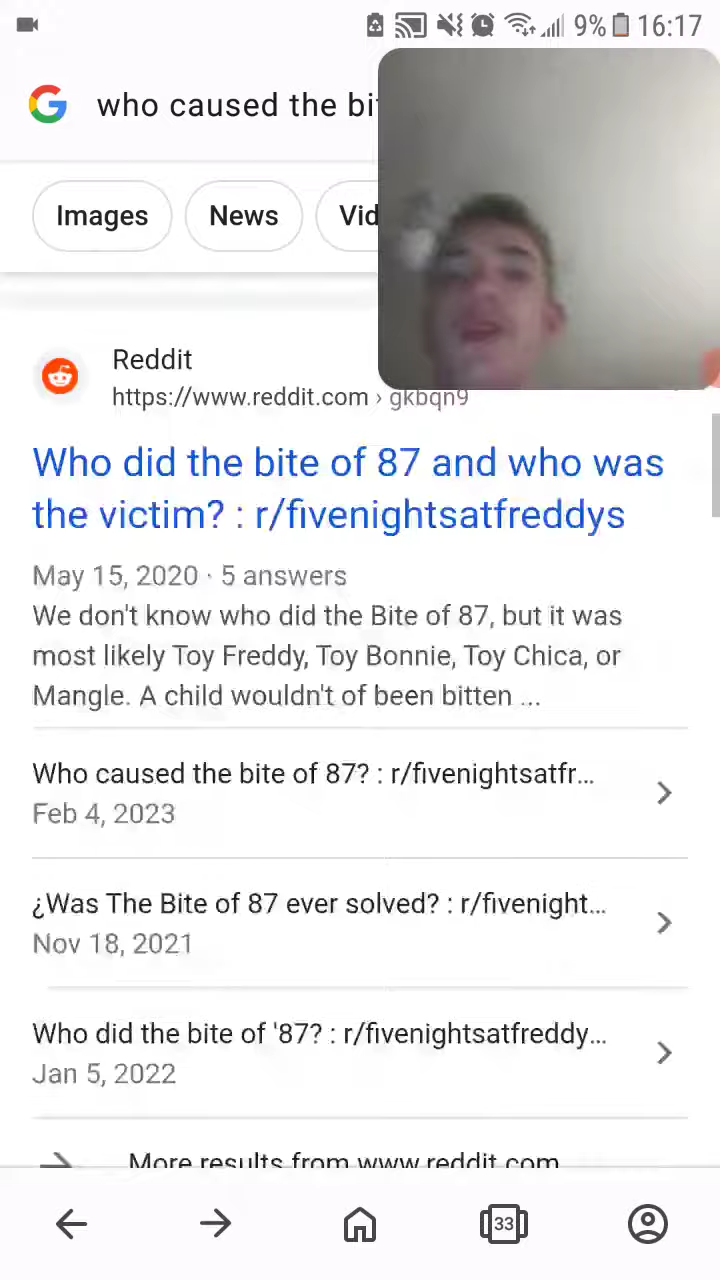 9% 16:17
who caused the bi
Images News Vid
Reddit
https://www.reddit.com › gkbqn9
Who did the bite of 87 and who was
the victim? : r/fivenightsatfreddys
May 15, 2020 · 5 answers
We don't know who did the Bite of 87, but it was
most likely Toy Freddy, Toy Bonnie, Toy Chica, or
Mangle. A child wouldn't of been bitten ...
Who caused the bite of 87? : r/fivenightsatfr...
Feb 4, 2023
¿Was The Bite of 87 ever solved? : r/fivenight...
Nov 18, 2021
Who did the bite of '87? : r/fivenightsatfreddy...
Jan 5, 2022
More results from www.reddit.com
33